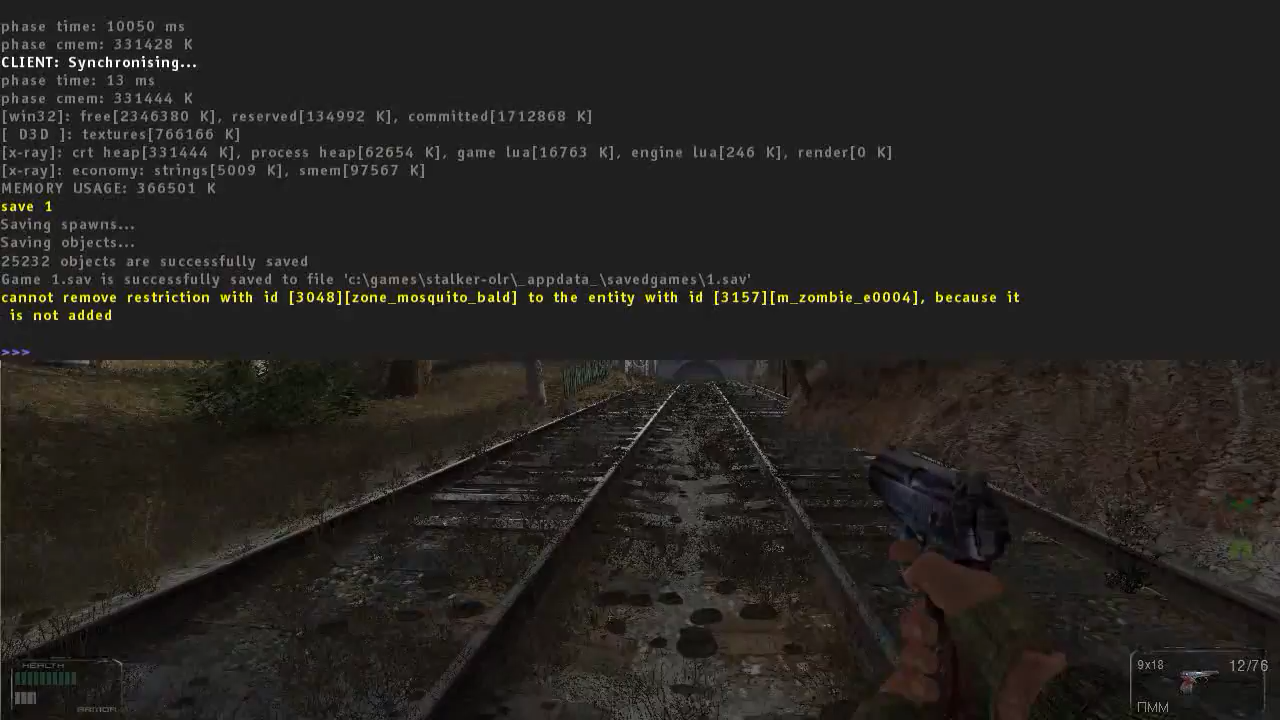 phase time: 10050 ms
phase cmem: 331428 K
CLIENT: Synchronising...
phase time: 13 ms
phase cmem: 331444 K
[win32]: free[2346380 K], reserved[134992 K], committed[1712868 K]
[ D3D ]: textures[766166 K]
[x-ray]: crt heap[331444 K], process heap[62654 K], game lua[16763 K], engine lua[246 K], render[0 K]
[x-ray]: economy: strings[5009 K], smem[97567 K]
MEMORY USAGE: 366501 K
save 1
Saving spawns...
Saving objects...
25232 objects are successfully saved
Game 1.sav is successfully saved to file 'c:\games\stalker-olr\_appdata_\savedgames\1.sav'
cannot remove restriction with id [3048][zone_mosquito_bald] to the entity with id [3157][m_zombie_e0004], because it
is not added
>>>
HEALTH
ARMOR
9x18
12/76
ПММ